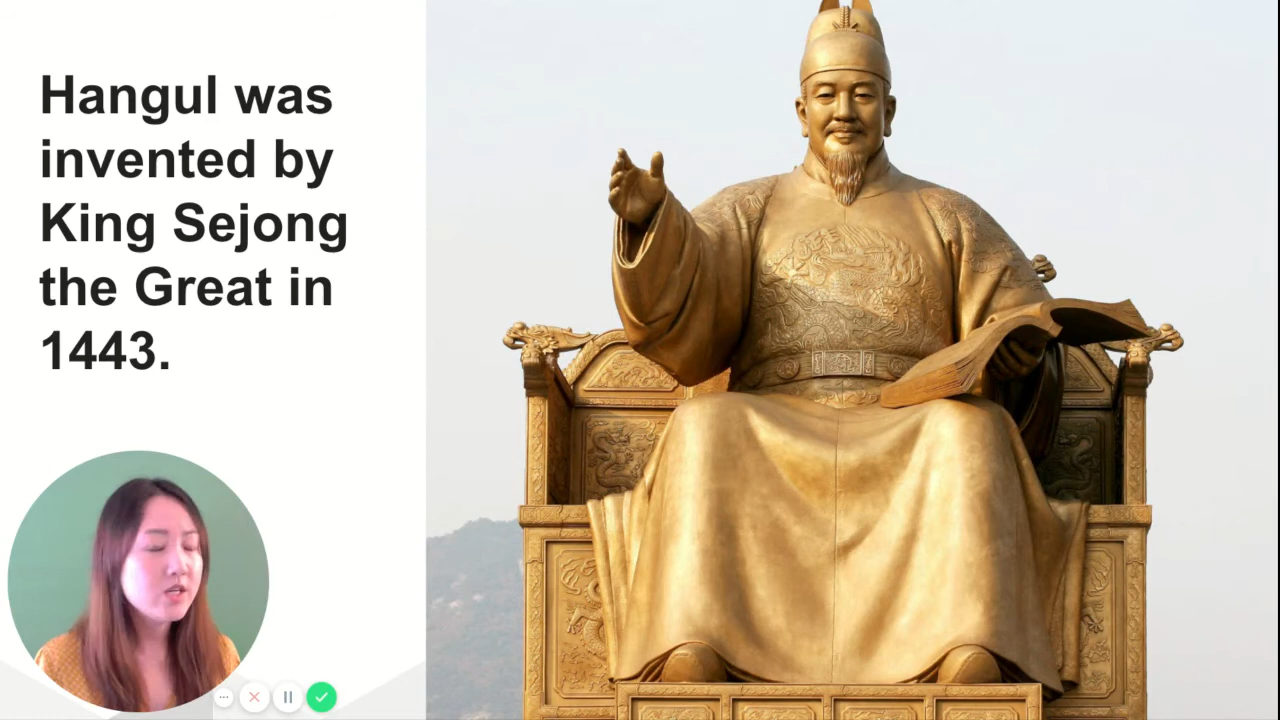 Hangul was
invented by
King Sejong
the Great in
1443.